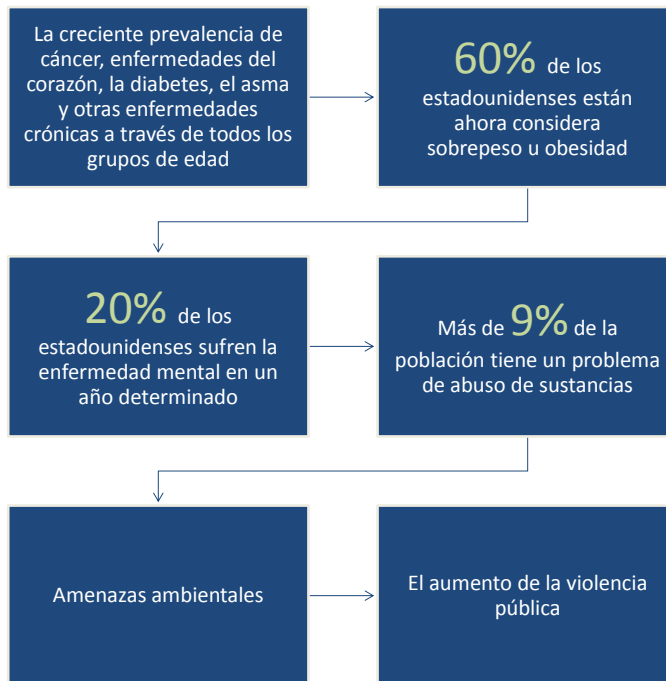 La creciente prevalencia de
cáncer, enfermedades del
corazón, la diabetes, el asma
y otras enfermedades
crónicas a través de todos los
grupos de edad
60% de los
estadounidenses están
ahora considera
sobrepeso u obesidad
20% de los
estadounidenses sufren la
enfermedad mental en un
año determinado
Más de 9% de la
población tiene un problema
de abuso de sustancias
Amenazas ambientales
El aumento de la violencia
pública